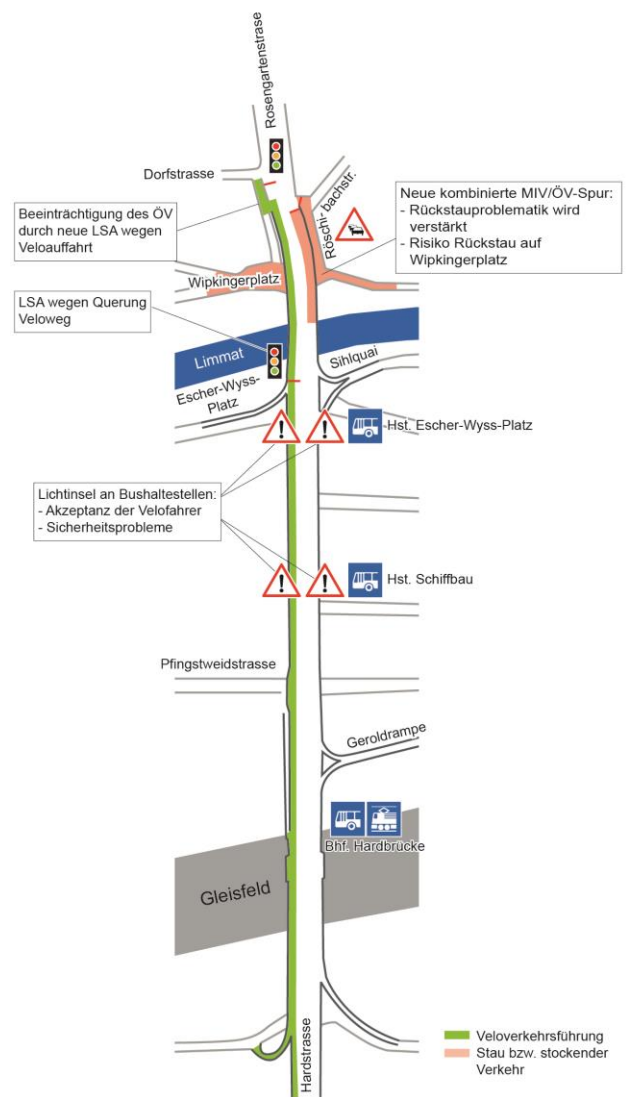 Rosengartenstrase
Dorfstrasse
Röschi-bachstr.
Beeinträchtigung des ÖV
durch neue LSA wegen
Veloauffahrt
Neue kombinierte MIV/ÖV-Spur:
- Rückstauproblematik wird
verstärkt
- Risiko Rückstau auf
Wipkingerplatz
Wipkingerplatz
LSA wegen Querung
Veloweg
Limmat
Sihlquai
Escher-Wyss-
Platz
Hst. Escher-Wyss-Platz
Lichtinsel an Bushaltestellen:
- Akzeptanz der Velofahrer
- Sicherheitsprobleme
Hst. Schiffbau
Pfingstweidstrasse
Geroldrampe
Bhf. Hardbrücke
Gleisfeld
Hardstrasse
Veloverkehrsführung
Stau bzw. stockender
Verkehr